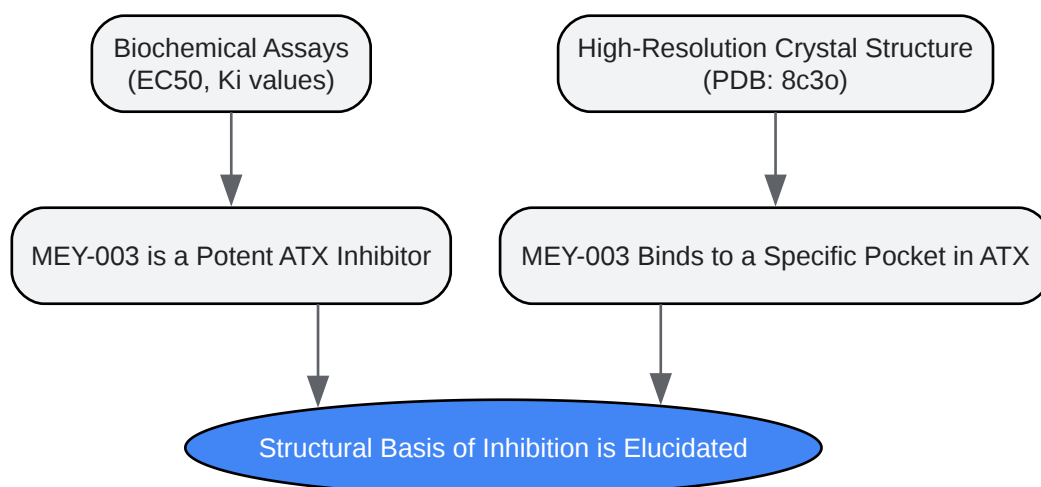 Biochemical Assays
(EC50, Ki values)
High-Resolution Crystal Structure
(PDB: 8c3o)
MEY-003 is a Potent ATX Inhibitor
MEY-003 Binds to a Specific Pocket in ATX
Structural Basis of Inhibition is Elucidated